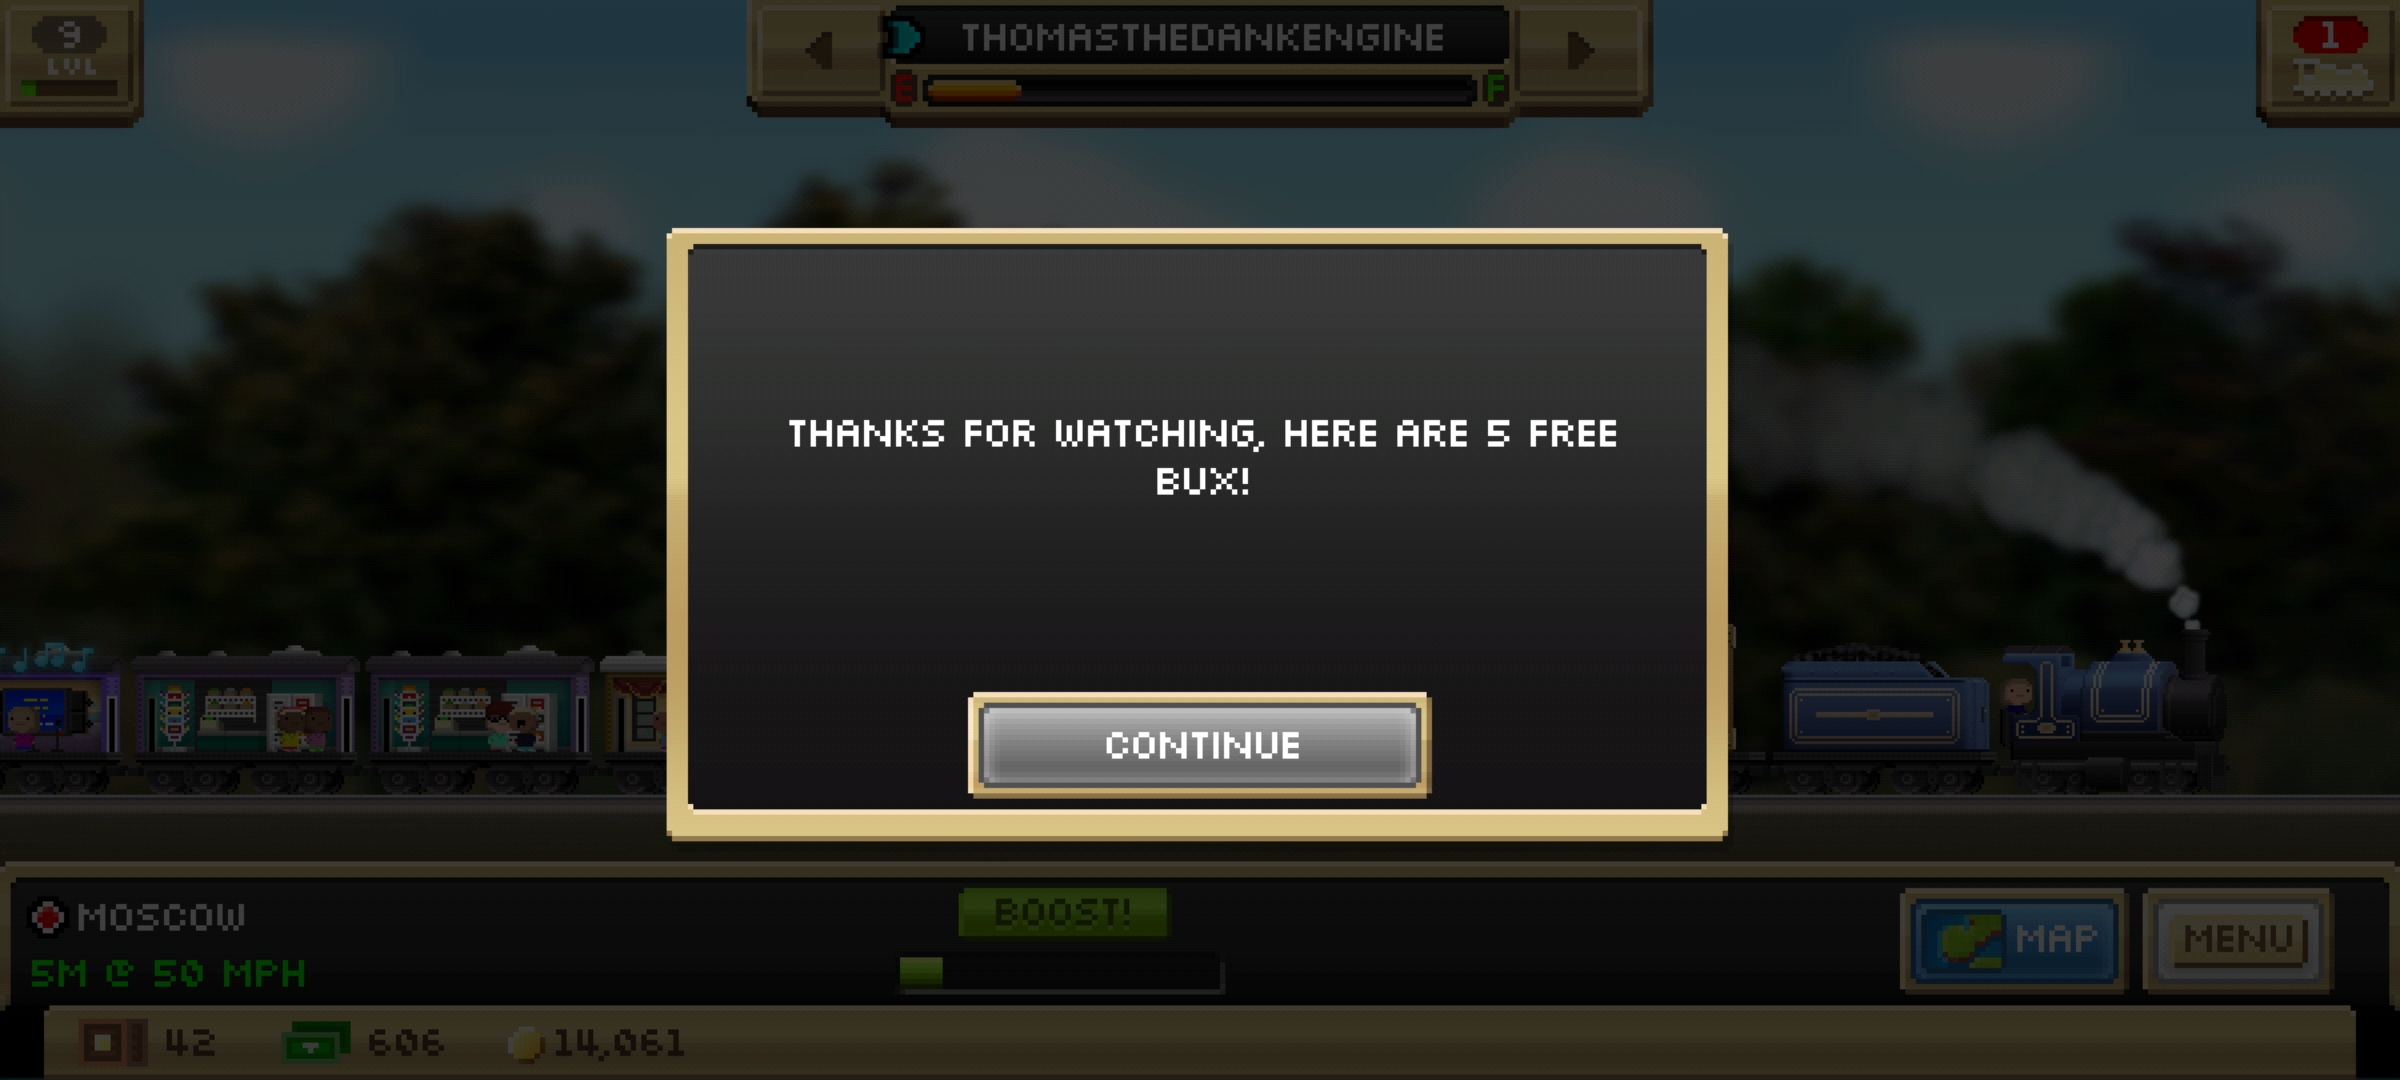 9
LVL
THOMASTHEDANKENGINE
E F
1
THANKS FOR WATCHING, HERE ARE 5 FREE
BUX!
CONTINUE
MOSCOW
5M @ 50 MPH
BOOST!
MAP
MENU
42 606 14,061